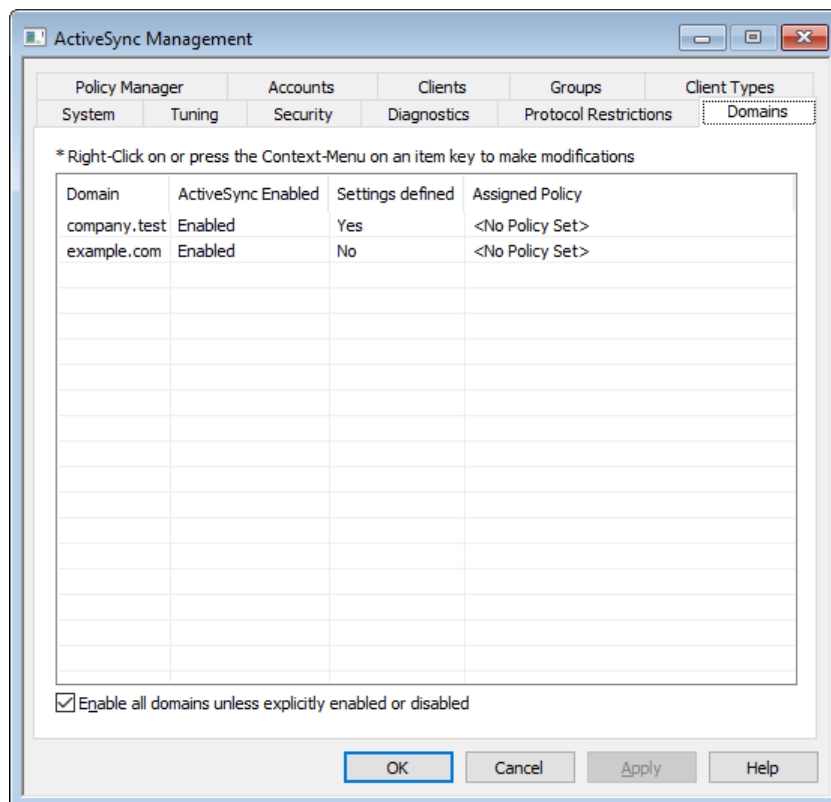 ActiveSync Management
Policy Manager Accounts Clients Groups Client Types
System Tuning Security Diagnostics Protocol Restrictions Domains
* Right-Click on or press the Context-Menu on an item key to make modifications
Domain ActiveSync Enabled Settings defined Assigned Policy
company.test Enabled Yes <No Policy Set>
example.com Enabled No <No Policy Set>
Enable all domains unless explicitly enabled or disabled
OK Cancel Apply Help